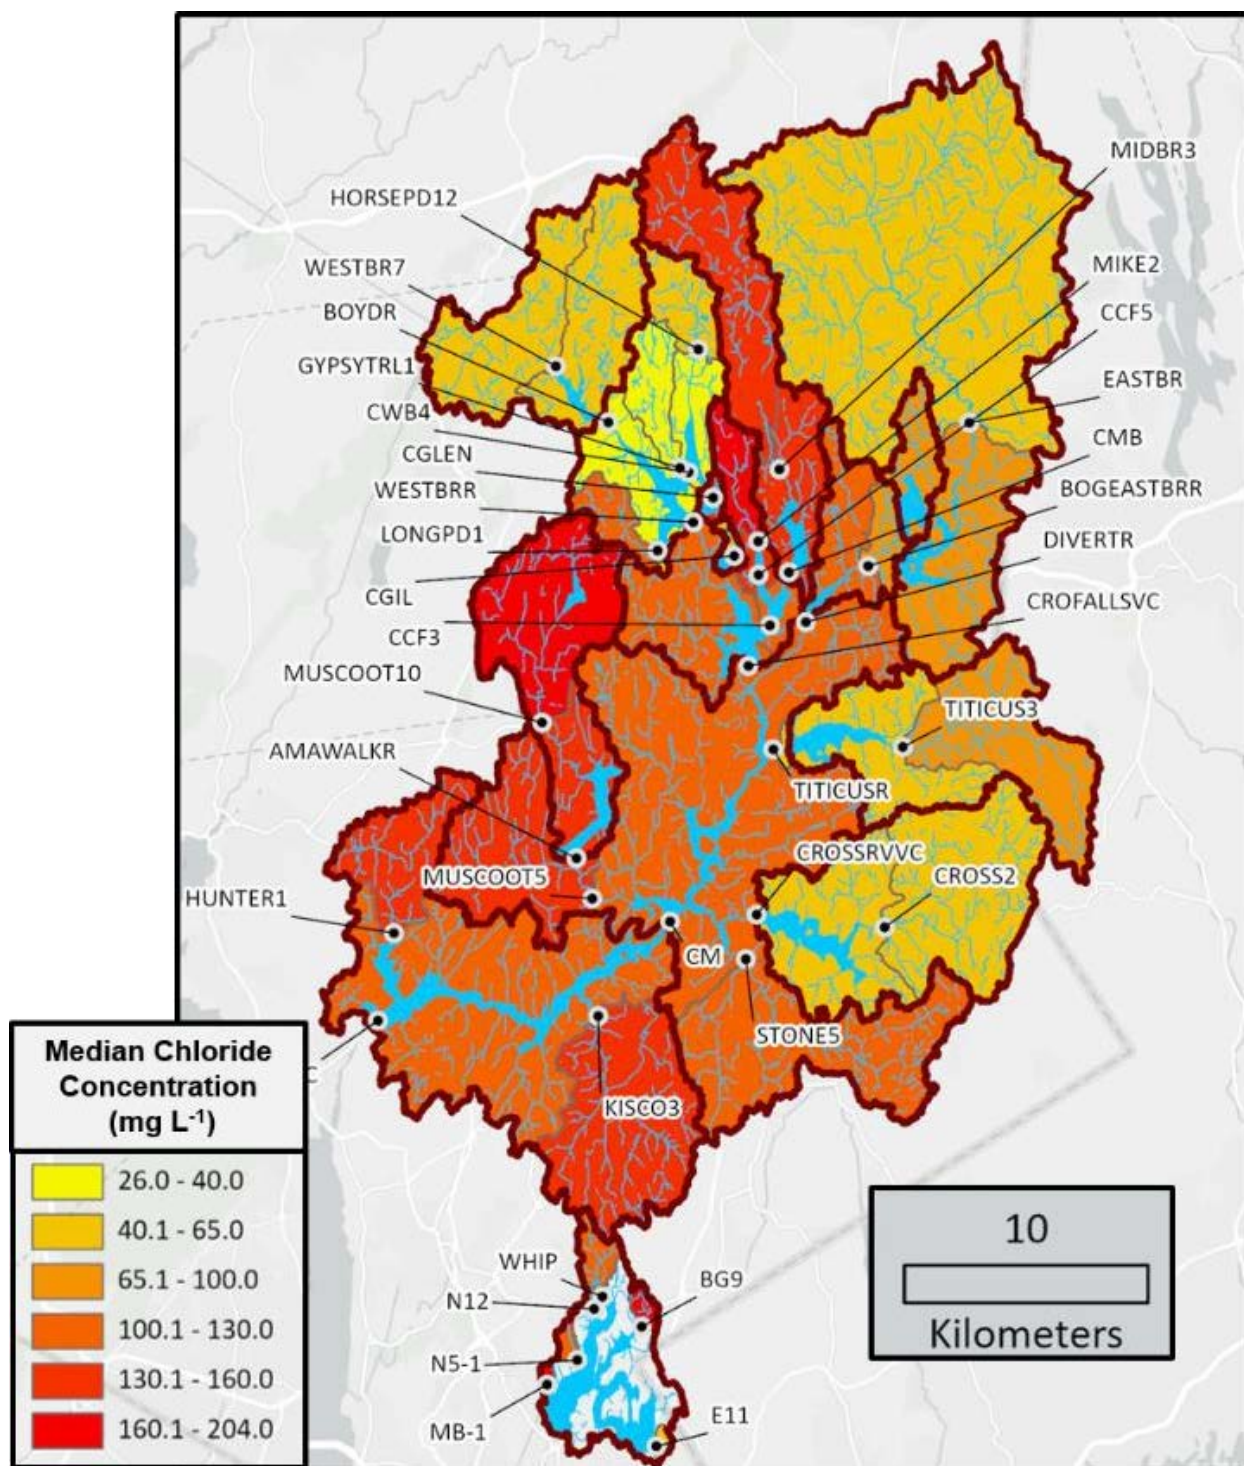 MIDBR3
HORSEPD12
WESTBR7
MIKE2
BOYDR
CCF5
GYPSYTRL1
EASTBR
CWB4
CMB
CGLEN
BOGEASTBRR
WESTBRR
DIVERTR
LONGPD1
CROFALLSVC
CGIL
CCF3
MUSCOOT10
TITICUS3
AMAWALKR
TITICUSR
CROSSRVVC
MUSCOOT5
CROSS2
HUNTER1
CM
STONE5
C
KISCO3
Median Chloride
Concentration
(mg L-1)
26.0 - 40.0
40.1 - 65.0
65.1 - 100.0
100.1 - 130.0
130.1 - 160.0
160.1 - 204.0
10
Kilometers
WHIP
BG9
N12
N5-1
MB-1
E11